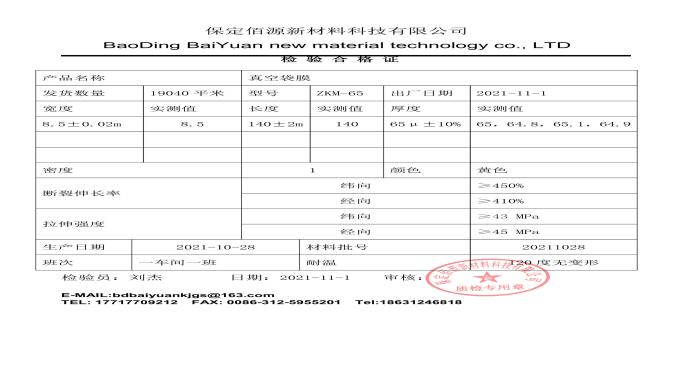 保定佰源新材料科技有限公司
BaoDing BaiYuan new material technology co., LTD
检 验 合 格 证
产品名称 真空袋膜
发货数量 19040 平米 型号 ZKM-65 出厂日期 2021-11-1
宽度 实测值 长度 实测值 厚度 实测值
8.5±0.02m 8.5 140±2m 140 65μ±10% 65, 64.8, 65.1, 64.9
密度 1 颜色 黄色
断裂伸长率 纬向 ≥450%
经向 ≥410%
拉伸强度 纬向 ≥43 MPa
经向 ≥45 MPa
生产日期 2021-10-28 材料批号 20211028
班次 一车间一班 耐温 120 度无变形
检验员: 刘杰 日期: 2021-11-1 审核:
保定佰源新材料科技有限公司
质检专用章
E-MAIL:bdbaiyuankjgs@163.com
TEL: 17717709212 FAX: 0086-312-5955201 Tel:18631246818